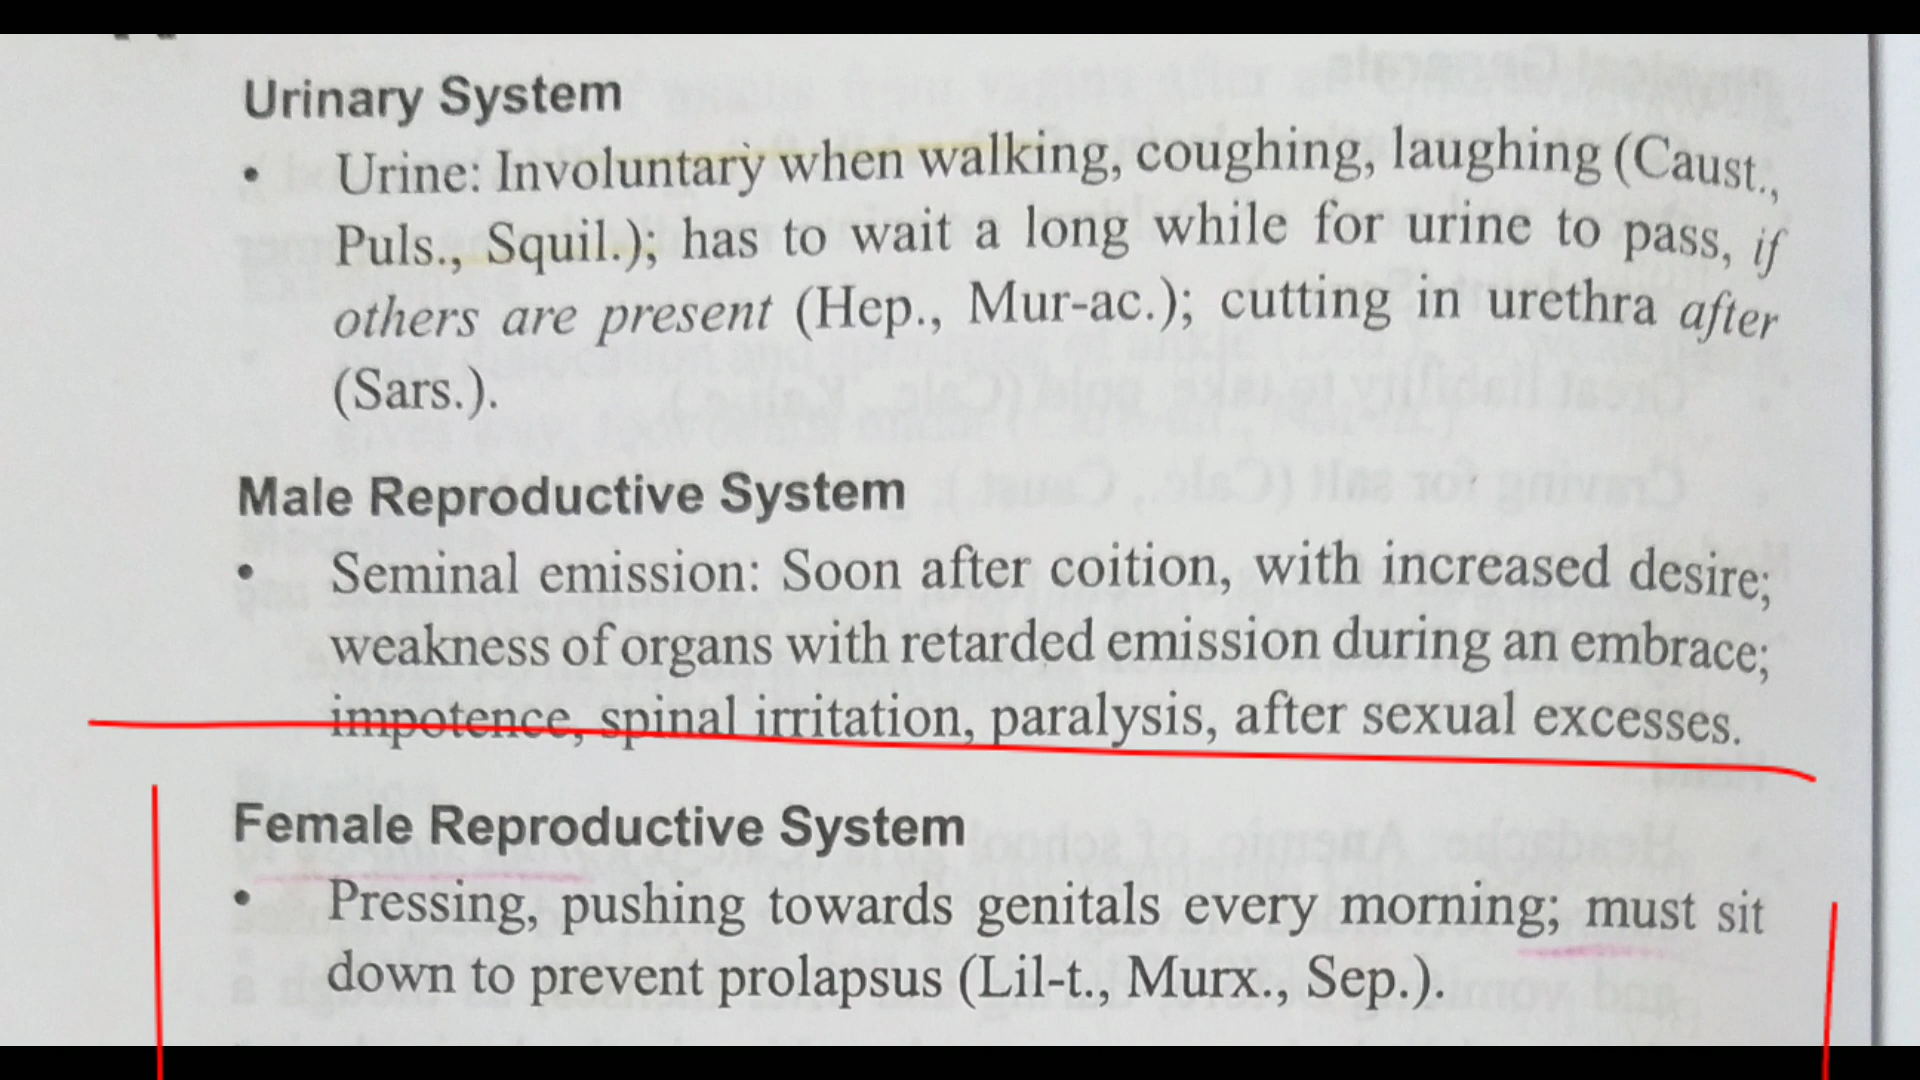 Urinary System
• Urine: Involuntary when walking, coughing, laughing (Caust.,
Puls., Squil.); has to wait a long while for urine to pass, if
others are present (Hep., Mur-ac.); cutting in urethra after
(Sars.).
Male Reproductive System
• Seminal emission: Soon after coition, with increased desire;
weakness of organs with retarded emission during an embrace;
impotence, spinal irritation, paralysis, after sexual excesses.
Female Reproductive System
• Pressing, pushing towards genitals every morning; must sit
down to prevent prolapsus (Lil-t., Murx., Sep.).